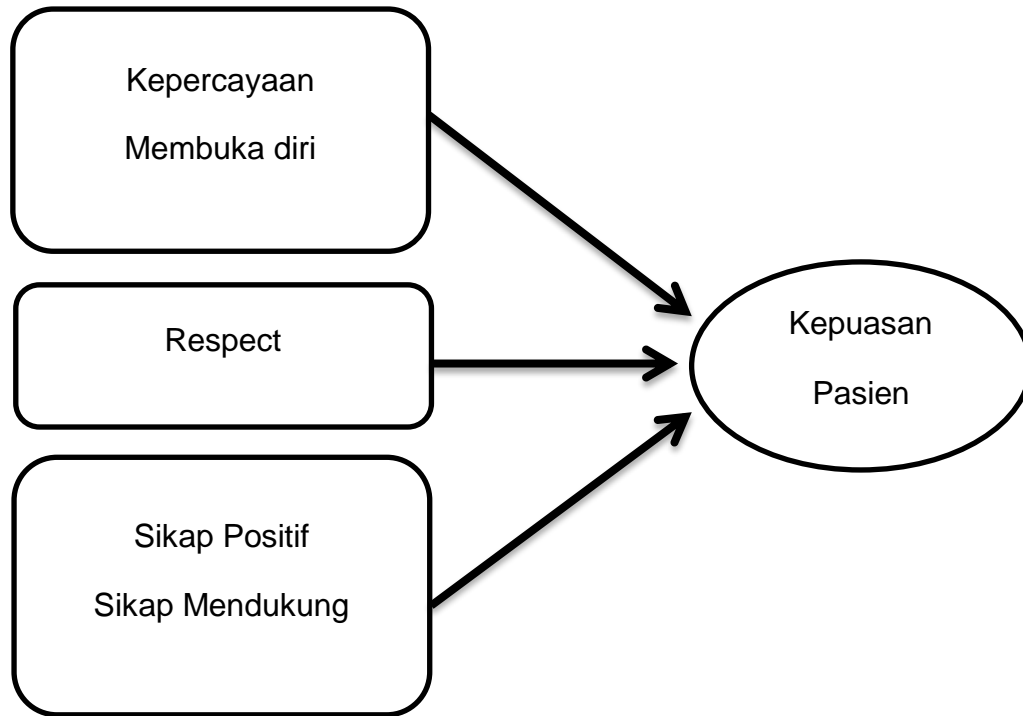 Kepercayaan
Membuka diri
Respect
Sikap Positif
Sikap Mendukung
Kepuasan
Pasien